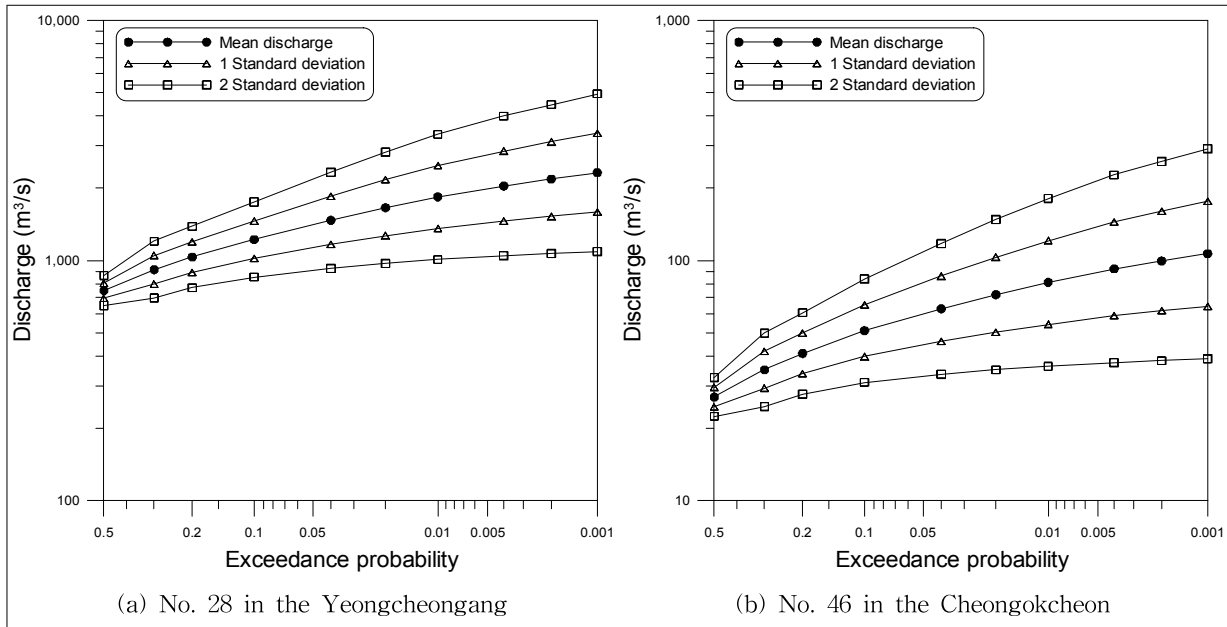 10,000
Mean discharge
1 Standard deviation
2 Standard deviation
Discharge (m³/s)
1,000
100
0.5
0.2
0.1
0.05
0.01
0.005
0.001
Exceedance probability
(a) No. 28 in the Yeongcheongang
1,000
Mean discharge
1 Standard deviation
2 Standard deviation
Discharge (m³/s)
100
10
0.5
0.2
0.1
0.05
0.01
0.005
0.001
Exceedance probability
(b) No. 46 in the Cheongokcheon